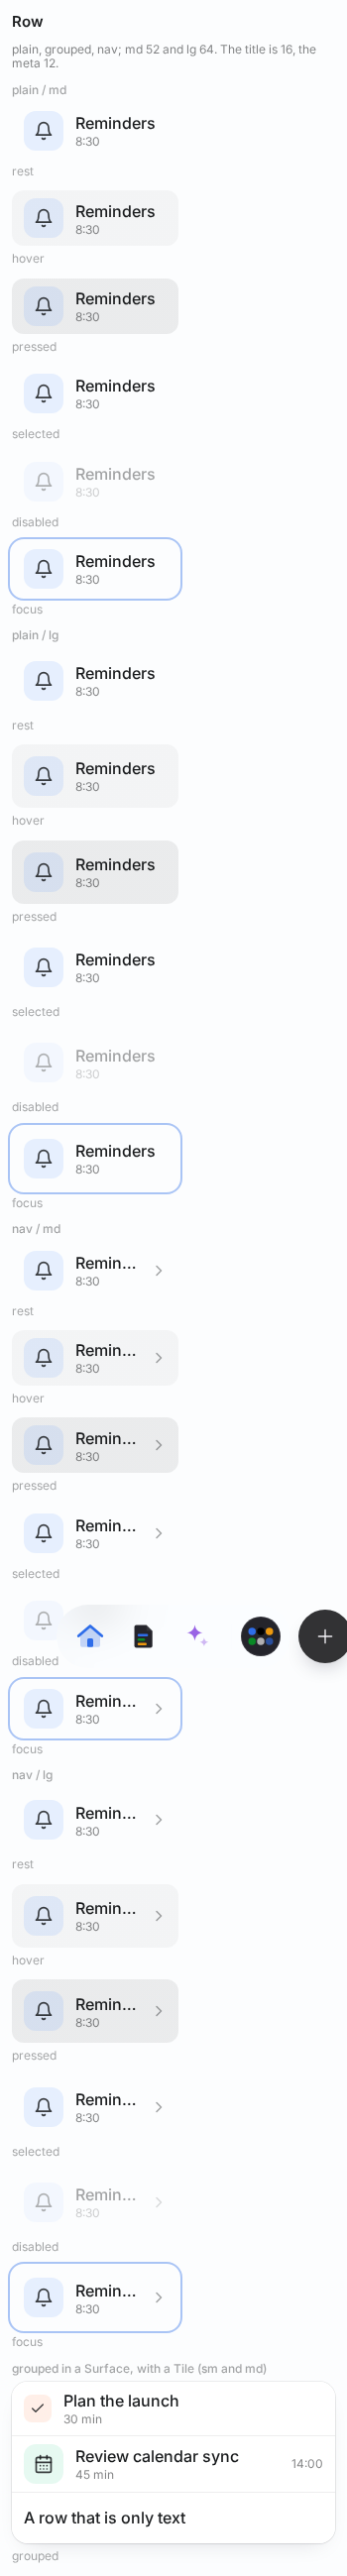 Row
plain, grouped, nav; md 52 and lg 64. The title is 16, the
meta 12.
plain / md
Reminders
8:30
rest
Reminders
8:30
hover
Reminders
8:30
pressed
Reminders
8:30
selected
Reminders
8:30
disabled
Reminders
8:30
focus
plain / lg
Reminders
8:30
rest
Reminders
8:30
hover
Reminders
8:30
pressed
Reminders
8:30
selected
Reminders
8:30
disabled
Reminders
8:30
focus
nav / md
Remin...
8:30
rest
Remin...
8:30
hover
Remin...
8:30
pressed
Remin...
8:30
selected
disabled
Remin...
8:30
focus
nav / lg
Remin...
8:30
rest
Remin...
8:30
hover
Remin...
8:30
pressed
Remin...
8:30
selected
Remin...
8:30
disabled
Remin...
8:30
focus
grouped in a Surface, with a Tile (sm and md)
Plan the launch
30 min
Review calendar sync
45 min
14:00
A row that is only text
grouped